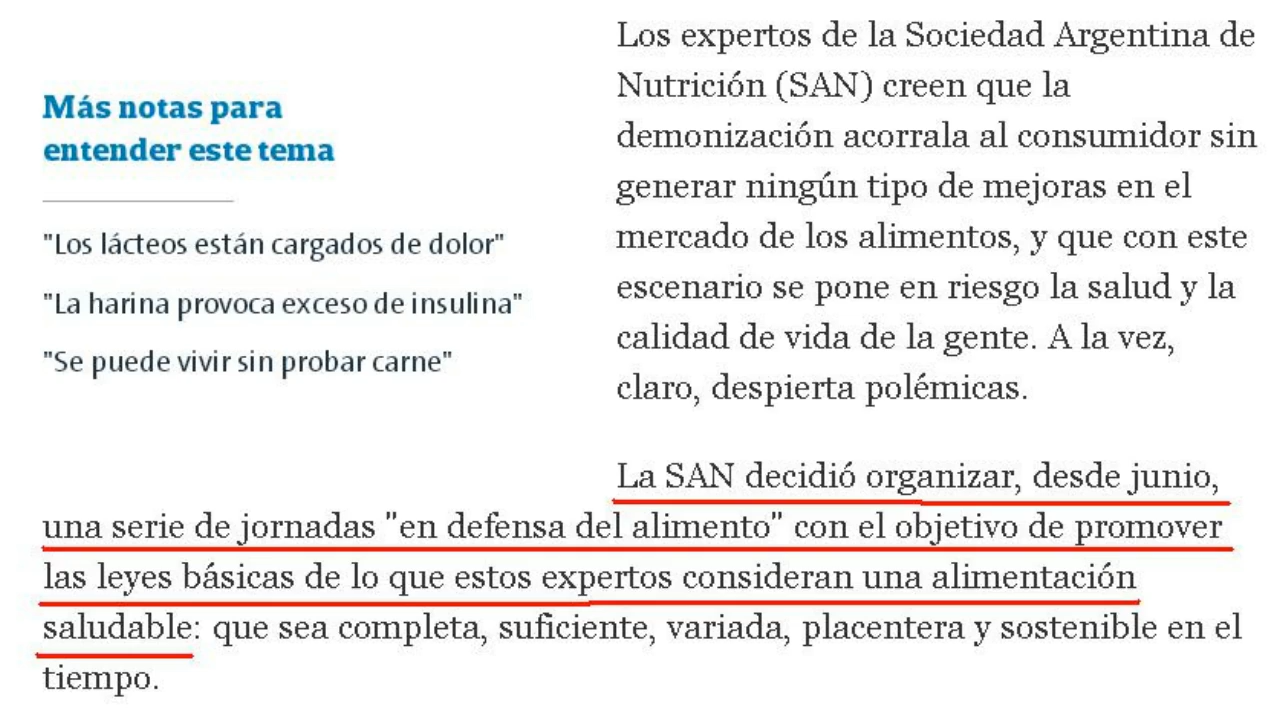 Más notas para
entender este tema
"Los lácteos están cargados de dolor"
"La harina provoca exceso de insulina"
"Se puede vivir sin probar carne"
Los expertos de la Sociedad Argentina de
Nutrición (SAN) creen que la
demonización acorrala al consumidor sin
generar ningún tipo de mejoras en el
mercado de los alimentos, y que con este
escenario se pone en riesgo la salud y la
calidad de vida de la gente. A la vez,
claro, despierta polémicas.
La SAN decidió organizar, desde junio,
una serie de jornadas "en defensa del alimento" con el objetivo de promover
las leyes básicas de lo que estos expertos consideran una alimentación
saludable: que sea completa, suficiente, variada, placentera y sostenible en el
tiempo.